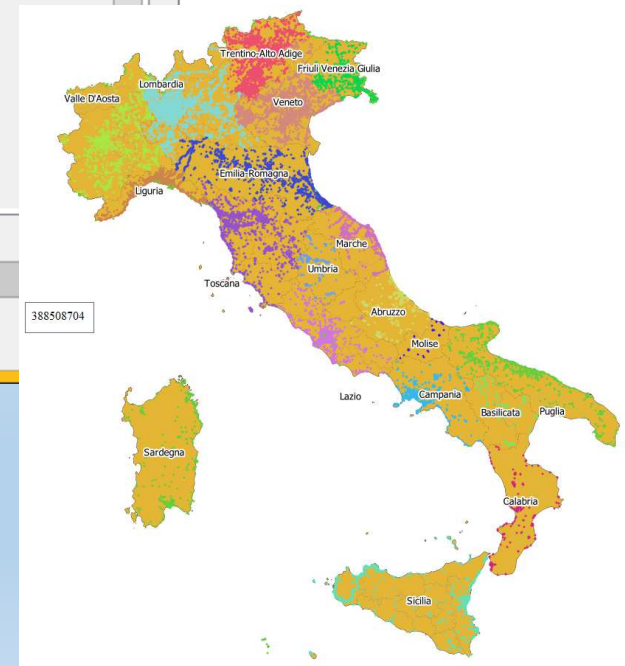 Trentino-Alto Adige
Friuli Venezia Giulia
Lombardia
Valle D'Aosta
Veneto
Emilia-Romagna
Liguria
Marche
Umbria
Toscana
Abruzzo
388508704
Molise
Lazio
Campania
Basilicata
Puglia
Sardegna
Calabria
Sicilia